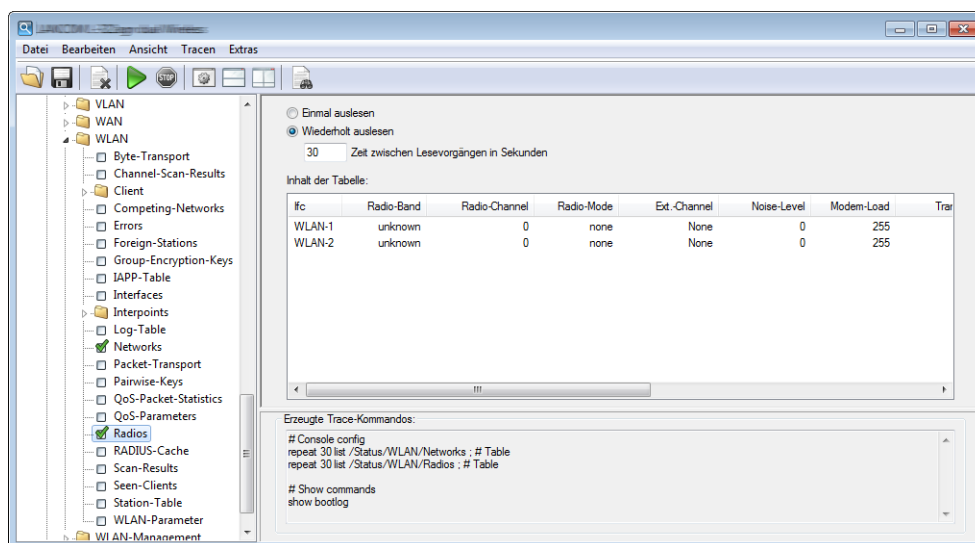 Datei Bearbeiten Ansicht Tracen Extras
STOP
VLAN
WAN
WLAN
Byte-Transport
Channel-Scan-Results
Client
Competing-Networks
Errors
Foreign-Stations
Group-Encryption-Keys
IAPP-Table
Interfaces
Interpoints
Log-Table
Networks
Packet-Transport
Pairwise-Keys
QoS-Packet-Statistics
QoS-Parameters
Radios
RADIUS-Cache
Scan-Results
Seen-Clients
Station-Table
WLAN-Parameter
WLAN-Management
Einmal auslesen
Wiederholt auslesen
30 Zeit zwischen Lesevorgängen in Sekunden
Inhalt der Tabelle:
Ifc Radio-Band Radio-Channel Radio-Mode Ext.-Channel Noise-Level Modem-Load Trar
WLAN-1 unknown 0 none None 0 255
WLAN-2 unknown 0 none None 0 255
Erzeugte Trace-Kommandos:
# Console config
repeat 30 list /Status/WLAN/Networks ; # Table
repeat 30 list /Status/WLAN/Radios ; # Table
# Show commands
show bootlog